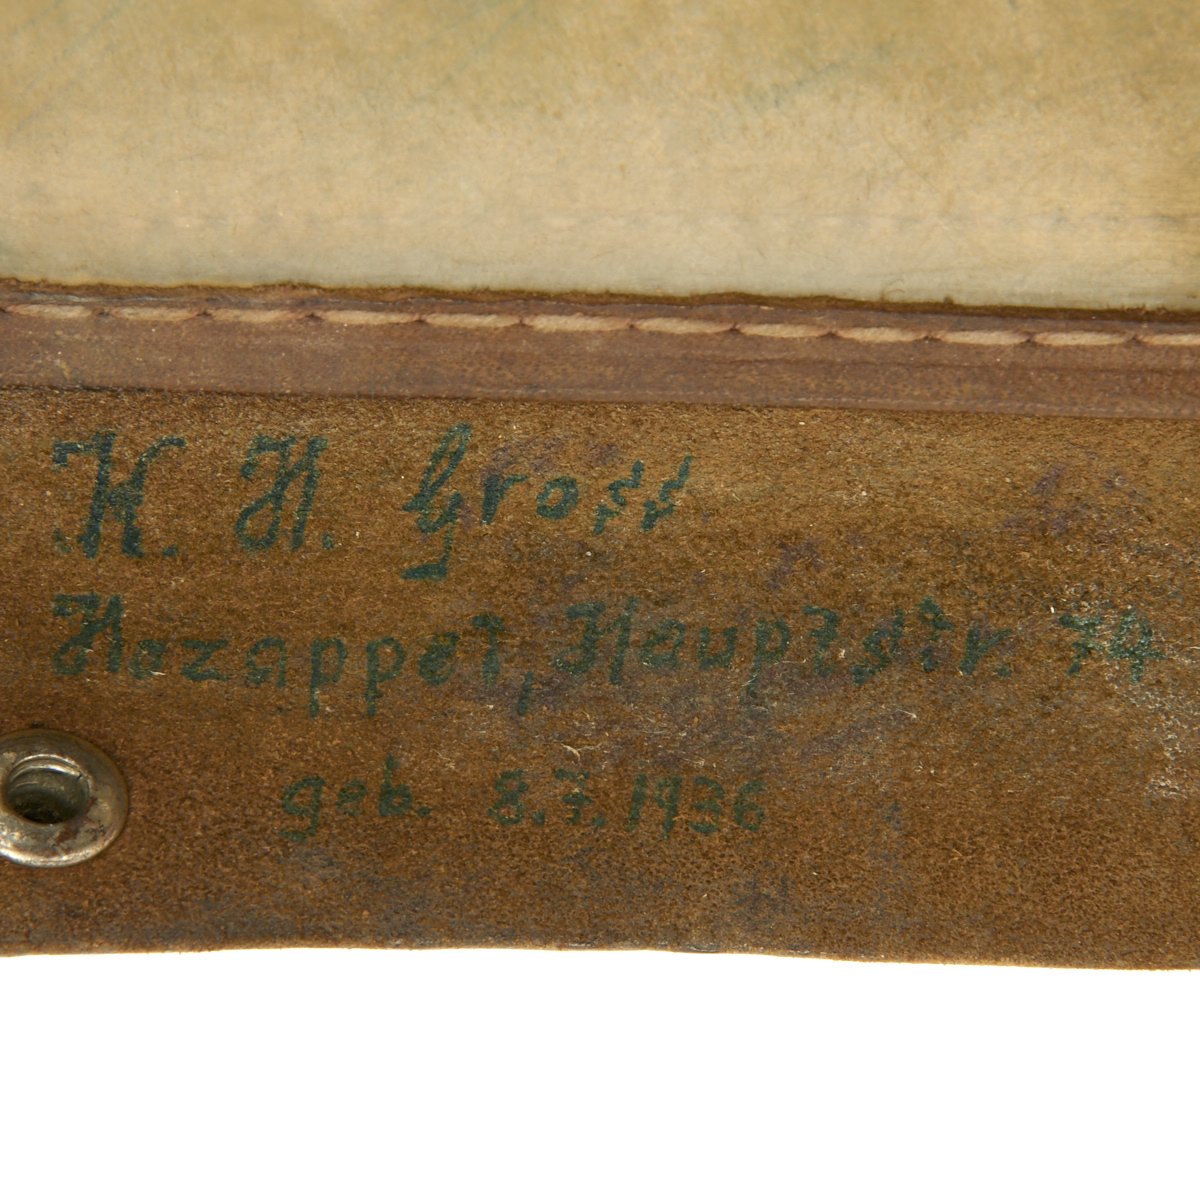 K. H. Gross
Hozappel, Hauptstr. 74
geb. 8.7.1936